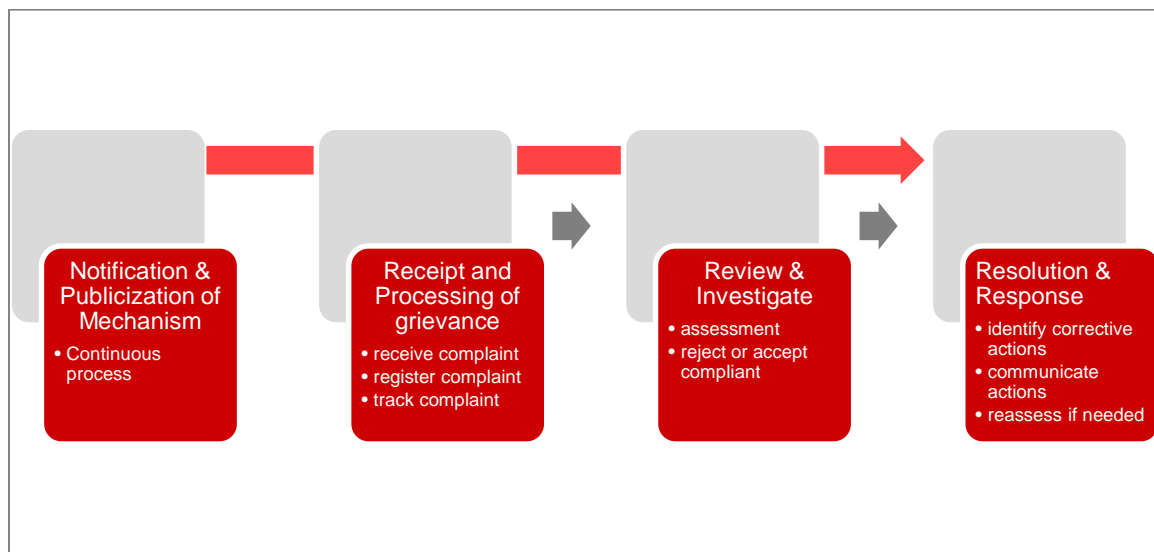 Notification &
Publicization of
Mechanism
• Continuous
process
Receipt and
Processing of
grievance
• receive complaint
• register complaint
• track complaint
Review &
Investigate
• assessment
• reject or accept
compliant
Resolution &
Response
• identify corrective
actions
• communicate
actions
• reassess if needed